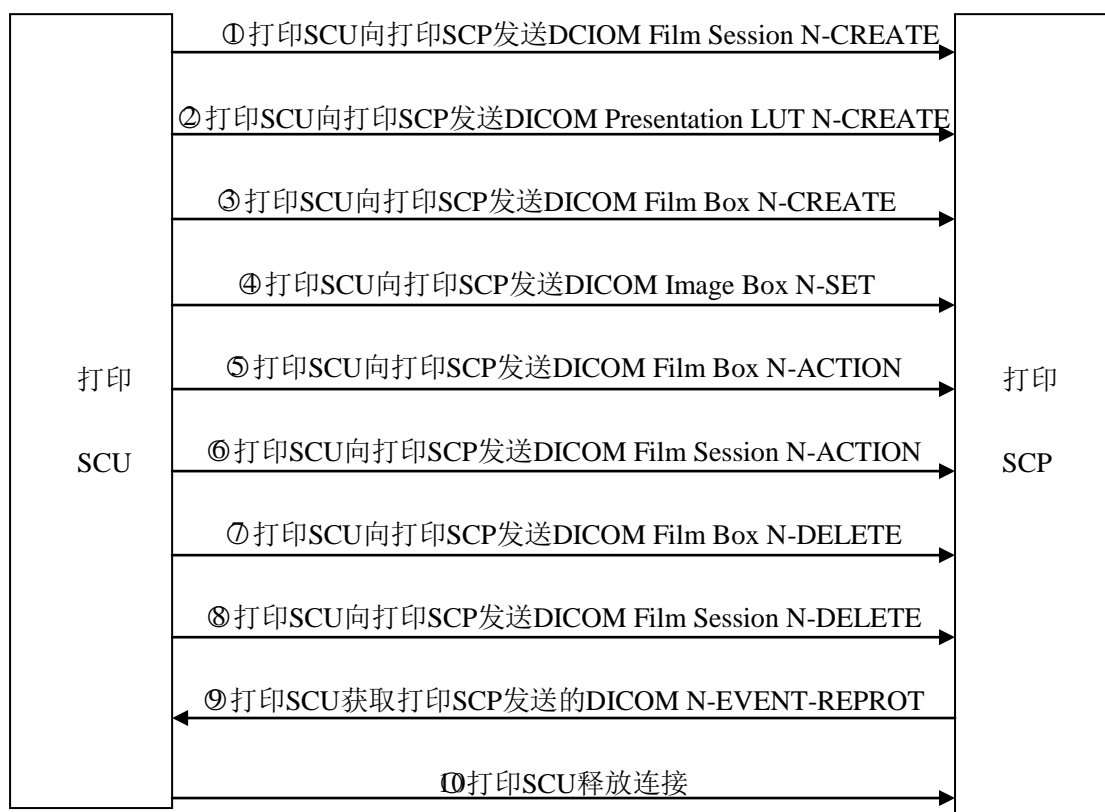 ①打印SCU向打印SCP发送DCIOM Film Session N-CREATE
②打印SCU向打印SCP发送DICOM Presentation LUT N-CREATE
③打印SCU向打印SCP发送DICOM Film Box N-CREATE
④打印SCU向打印SCP发送DICOM Image Box N-SET
⑤打印SCU向打印SCP发送DICOM Film Box N-ACTION
打印
打印
⑥打印SCU向打印SCP发送DICOM Film Session N-ACTION
SCU
SCP
⑦打印SCU向打印SCP发送DICOM Film Box N-DELETE
⑧打印SCU向打印SCP发送DICOM Film Session N-DELETE
⑨打印SCU获取打印SCP发送的DICOM N-EVENT-REPROT
⑩打印SCU释放连接